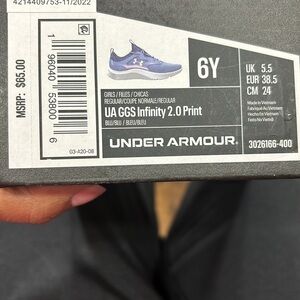 4214409753-11/2022
MSRP: $65.00
1 96040 53800 6
03-A20-08
6Y
UK 5.5
EUR 38.5
CM 24
GIRLS / FILLES / CHICAS
REGULAR/COUPE NORMALE/REGULAR
UA GGS Infinity 2.0 Print
BLU/BLU / BLEU/BLEU
Made in Vietnam
Fabriqué au Vietnam
Hecho En Vietnam
Feito No Vietnã
UNDER ARMOUR.
3026166-400